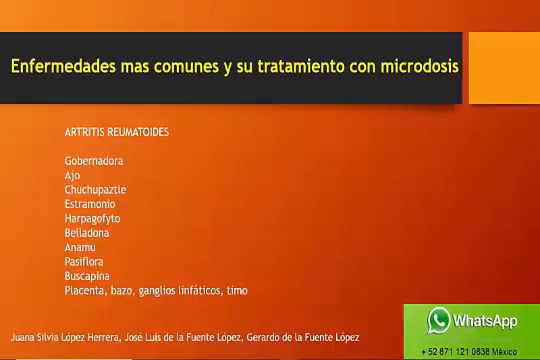 Enfermedades mas comunes y su tratamiento con microdosis
ARTRITIS REUMATOIDES
Gobernadora
Ajo
Chuchupaztle
Estramonio
Harpagofyto
Belladona
Anamu
Pasiflora
Buscapina
Placenta, bazo, ganglios linfáticos, timo
Juana Silvia López Herrera, José Luis de la Fuente López, Gerardo de la Fuente López
WhatsApp
+ 52 871 121 0838 México